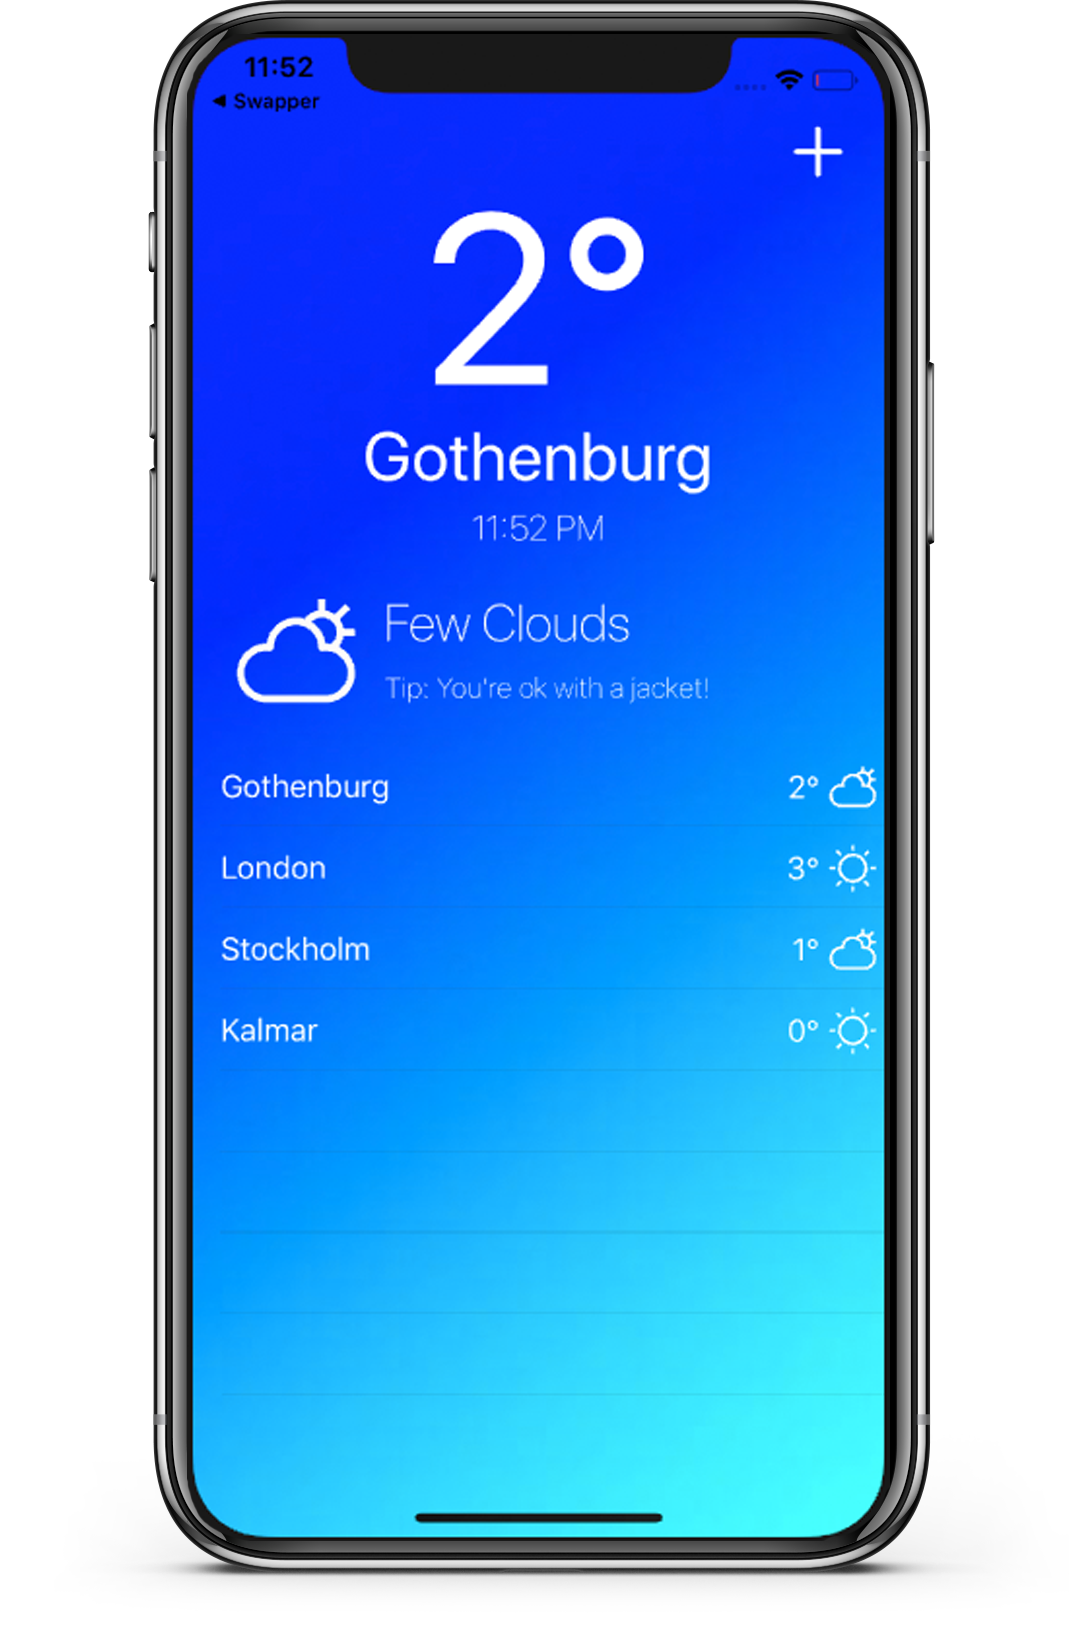 11:52
◀ Swapper
2°
Gothenburg
11:52 PM
Few Clouds
Tip: You're ok with a jacket!
Gothenburg 2°
London 3°
Stockholm 1°
Kalmar 0°